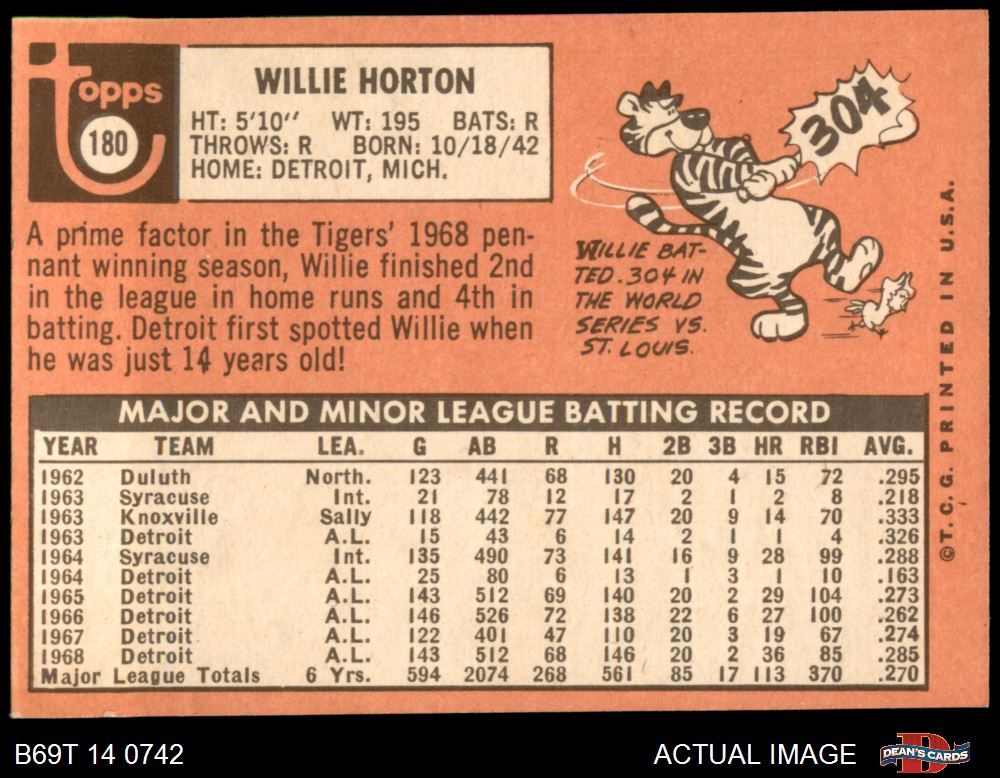 topps
180
WILLIE HORTON
HT: 5'10" WT: 195 BATS: R
THROWS: R BORN: 10/18/42
HOME: DETROIT, MICH.
304
A prime factor in the Tigers' 1968 pen-
nant winning season, Willie finished 2nd
in the league in home runs and 4th in
batting. Detroit first spotted Willie when
he was just 14 years old!
WILLIE BAT-
TED .304 IN
THE WORLD
SERIES VS.
ST. LOUIS.
MAJOR AND MINOR LEAGUE BATTING RECORD
YEAR TEAM LEA. G AB R H 2B 3B HR RBI AVG.
1962 Duluth North. 123 441 68 130 20 4 15 72 .295
1963 Syracuse Int. 21 78 12 17 2 1 2 8 .218
1963 Knoxville Sally 118 442 77 147 20 9 14 70 .333
1963 Detroit A.L. 15 43 6 14 2 1 1 4 .326
1964 Syracuse Int. 135 490 73 141 16 9 28 99 .288
1964 Detroit A.L. 25 80 6 13 1 3 1 10 .163
1965 Detroit A.L. 143 512 69 140 20 2 29 104 .273
1966 Detroit A.L. 146 526 72 138 22 6 27 100 .262
1967 Detroit A.L. 122 401 47 110 20 3 19 67 .274
1968 Detroit A.L. 143 512 68 146 20 2 36 85 .285
Major League Totals 6 Yrs. 594 2074 268 561 85 17 113 370 .270
©T.C.G. PRINTED IN U.S.A.
B69T 14 0742
ACTUAL IMAGE
DEAN'S CARDS